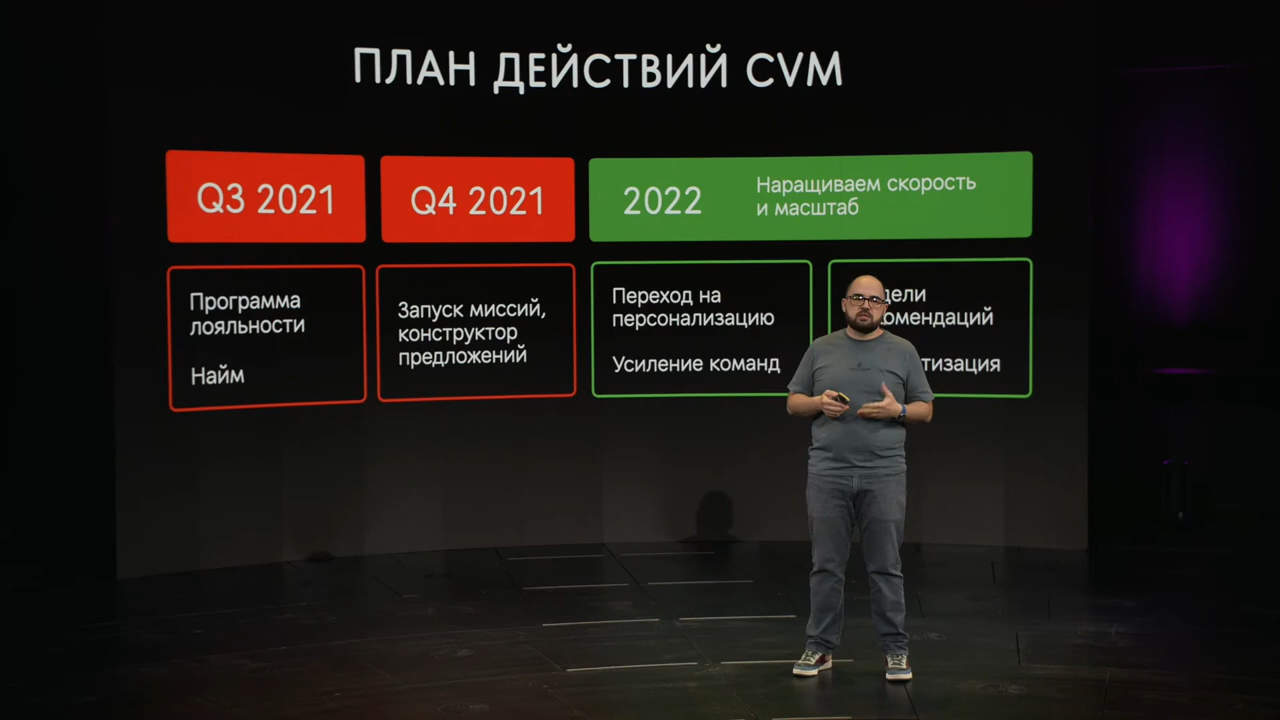 ПЛАН ДЕЙСТВИЙ CVM
Q3 2021
Q4 2021
2022
Наращиваем скорость
и масштаб
Программа
лояльности
Найм
Запуск миссий,
конструктор
предложений
Переход на
персонализацию
Усиление команд